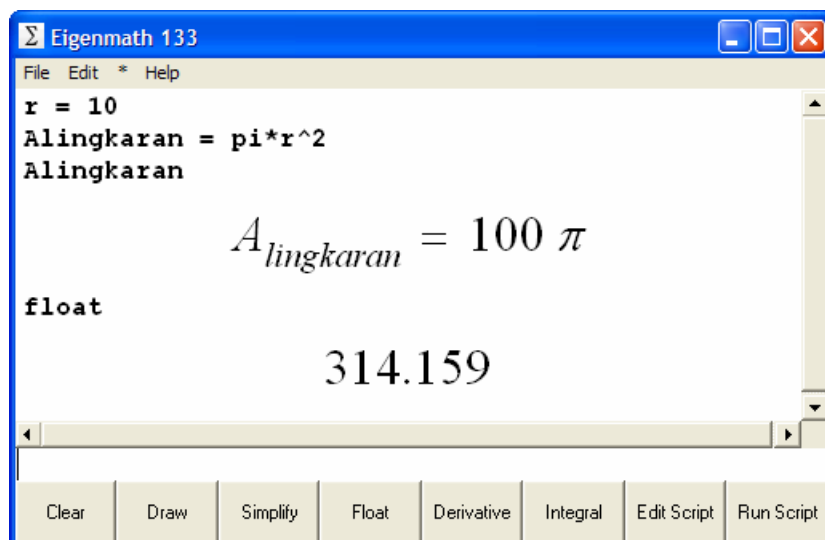 Σ Eigenmath 133
File Edit * Help
r = 10
Alingkaran = pi*r^2
Alingkaran
A_lingkaran = 100 π
float
314.159
Clear Draw Simplify Float Derivative Integral Edit Script Run Script